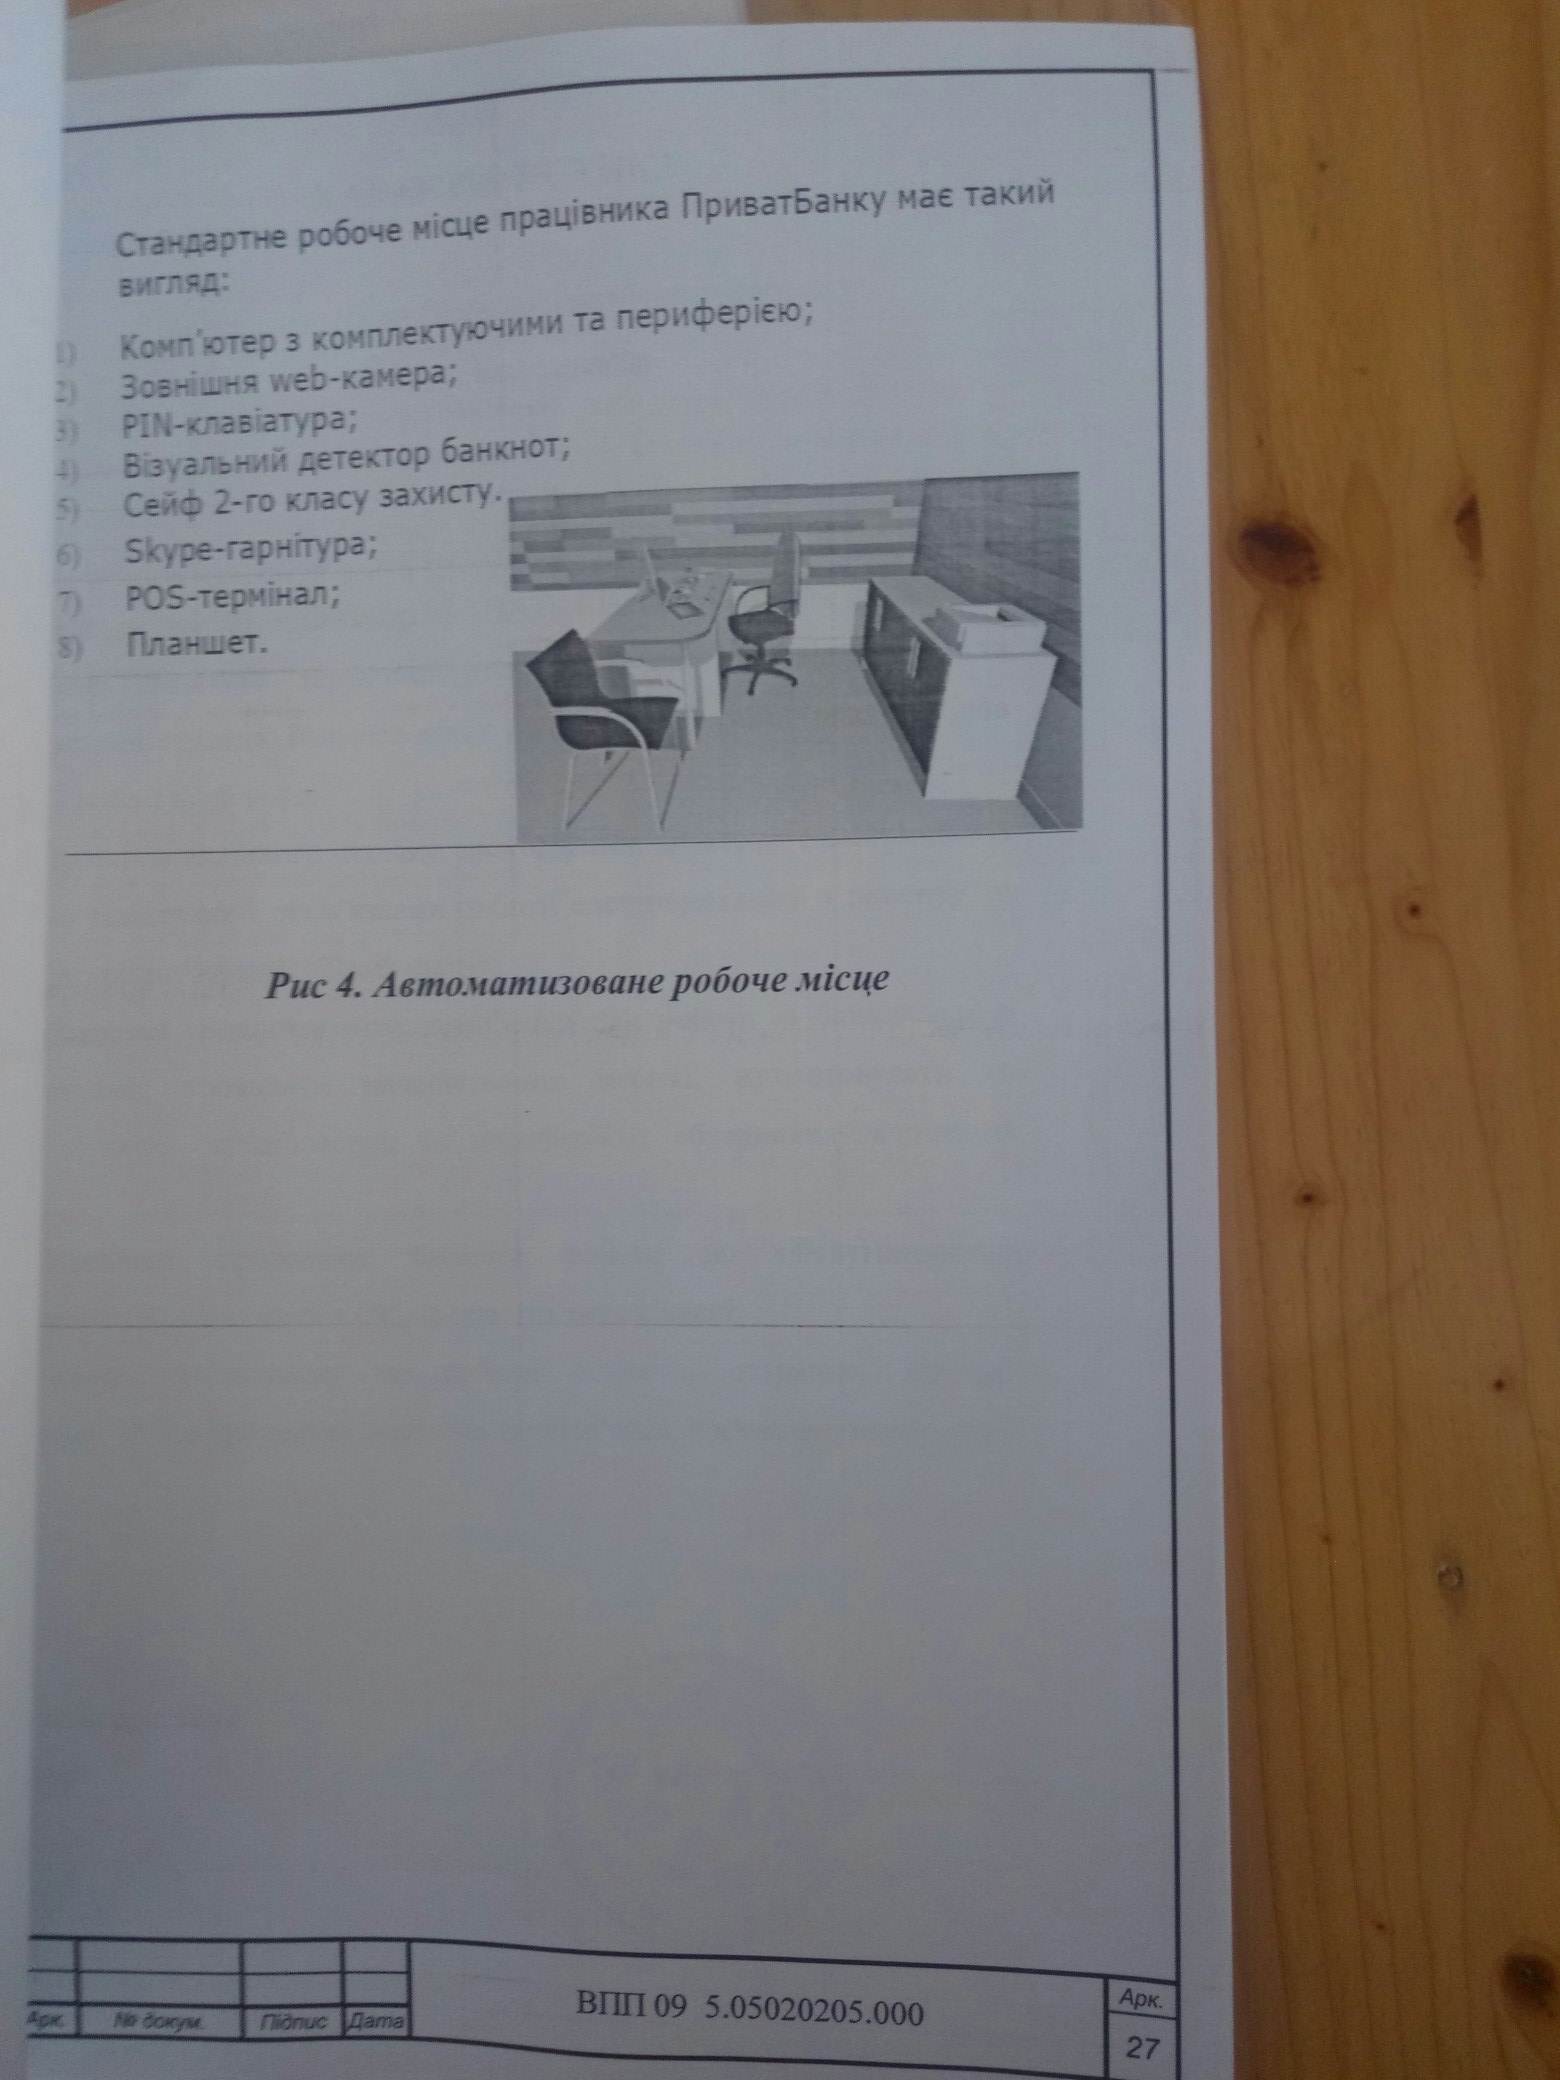 Стандартне робоче місце працівника ПриватБанку має такий
вигляд:
1) Комп'ютер з комплектуючими та периферією;
2) Зовнішня web-камера;
3) PIN-клавіатура;
4) Візуальний детектор банкнот;
5) Сейф 2-го класу захисту.
6) Skype-гарнітура;
7) POS-термінал;
8) Планшет.
Рис 4. Автоматизоване робоче місце
ВПП 09 5.05020205.000
Арк.
27
Арк. № докум. Підпис Дата